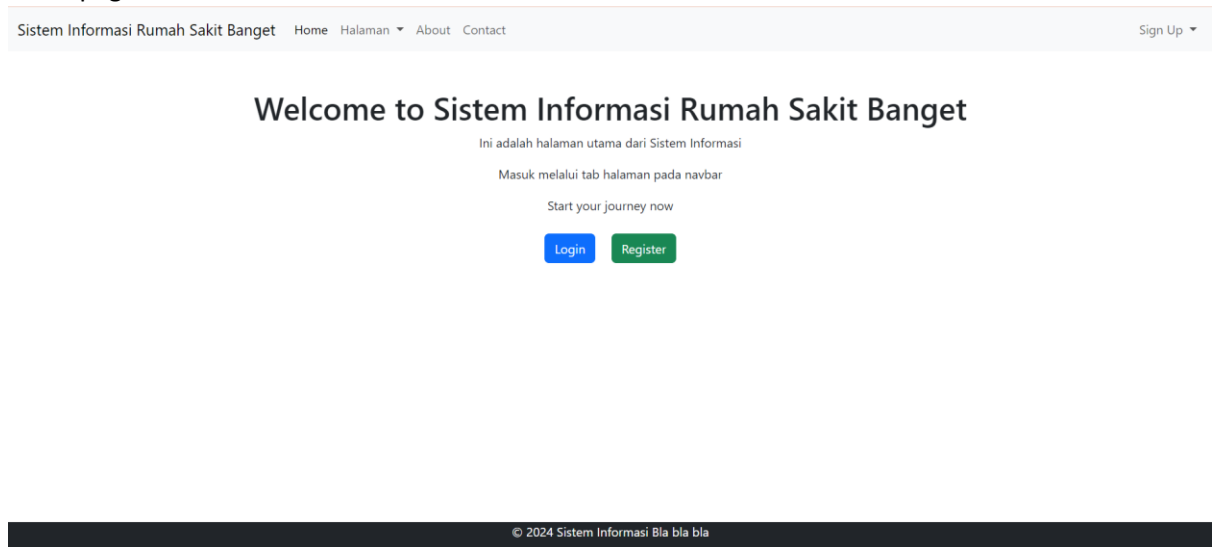 Sistem Informasi Rumah Sakit Banget Home Halaman About Contact Sign Up
Welcome to Sistem Informasi Rumah Sakit Banget
Ini adalah halaman utama dari Sistem Informasi
Masuk melalui tab halaman pada navbar
Start your journey now
Login Register
© 2024 Sistem Informasi Bla bla bla